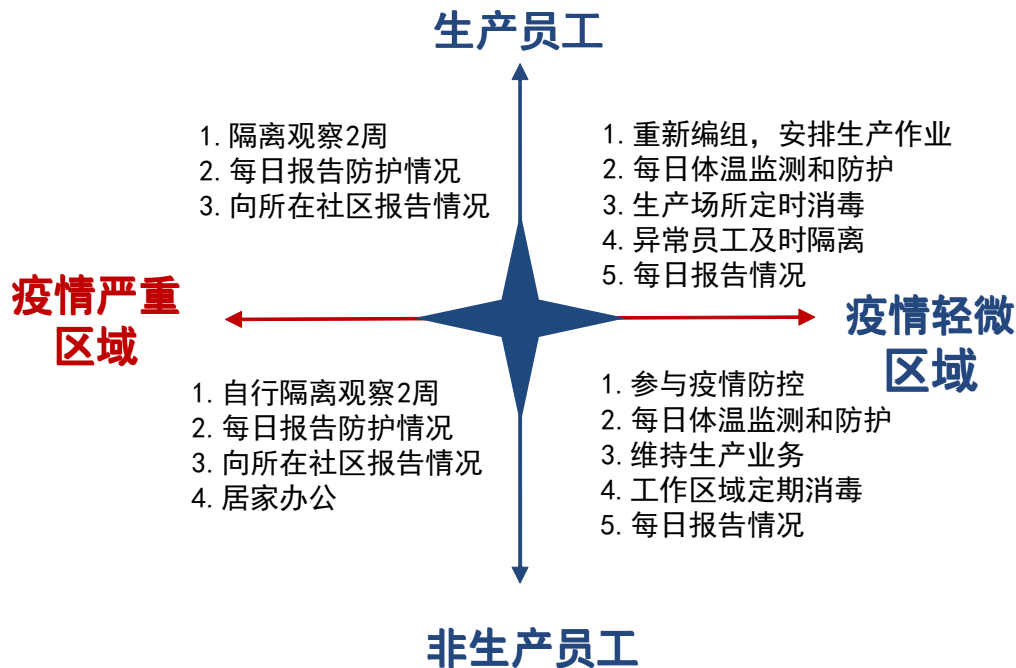 生产员工
1. 隔离观察2周
2. 每日报告防护情况
3. 向所在社区报告情况
1. 重新编组，安排生产作业
2. 每日体温监测和防护
3. 生产场所定时消毒
4. 异常员工及时隔离
5. 每日报告情况
疫情严重
区域
疫情轻微
区域
1. 自行隔离观察2周
2. 每日报告防护情况
3. 向所在社区报告情况
4. 居家办公
1. 参与疫情防控
2. 每日体温监测和防护
3. 维持生产业务
4. 工作区域定期消毒
5. 每日报告情况
非生产员工